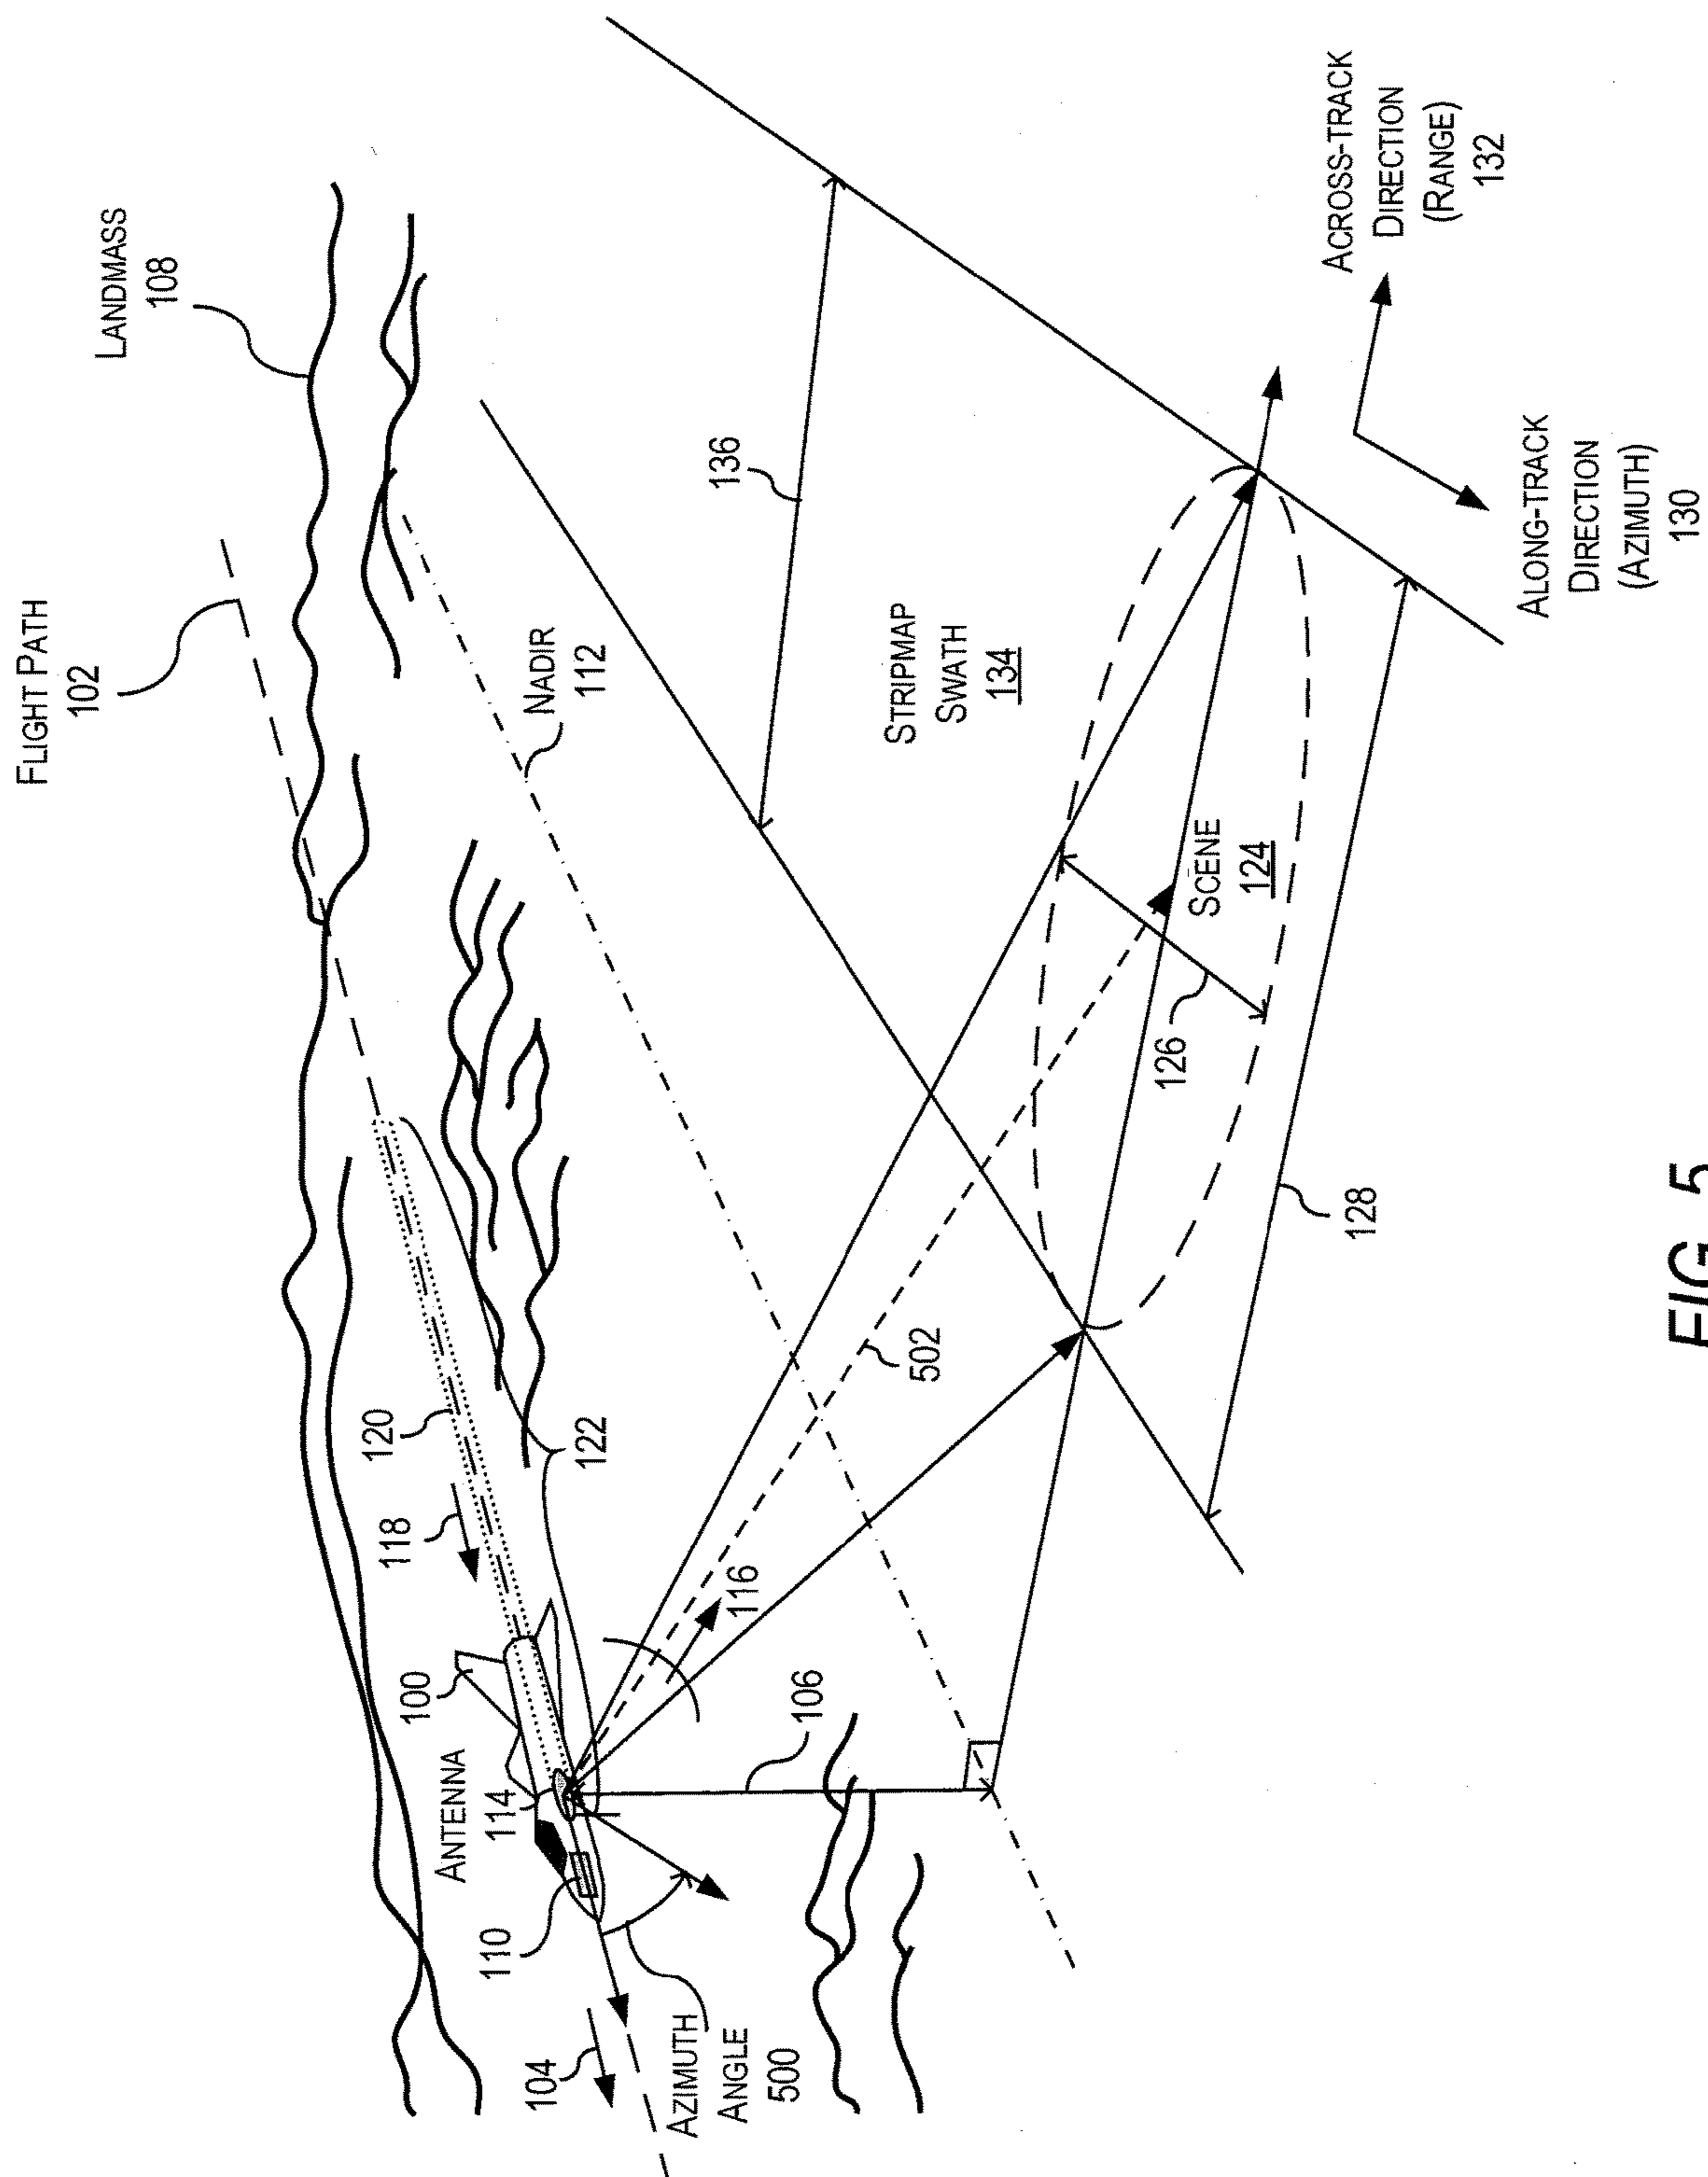 FLIGHT PATH
102
LANDMASS
108
120
118
100
ANTENNA
114
110
104
AZIMUTH
ANGLE
500
122
NADIR
112
116
106
502
136
STRIPMAP
SWATH
134
SCENE
124
126
128
ACROSS-TRACK
DIRECTION
(RANGE)
132
ALONG-TRACK
DIRECTION
(AZIMUTH)
130
FIG. 5